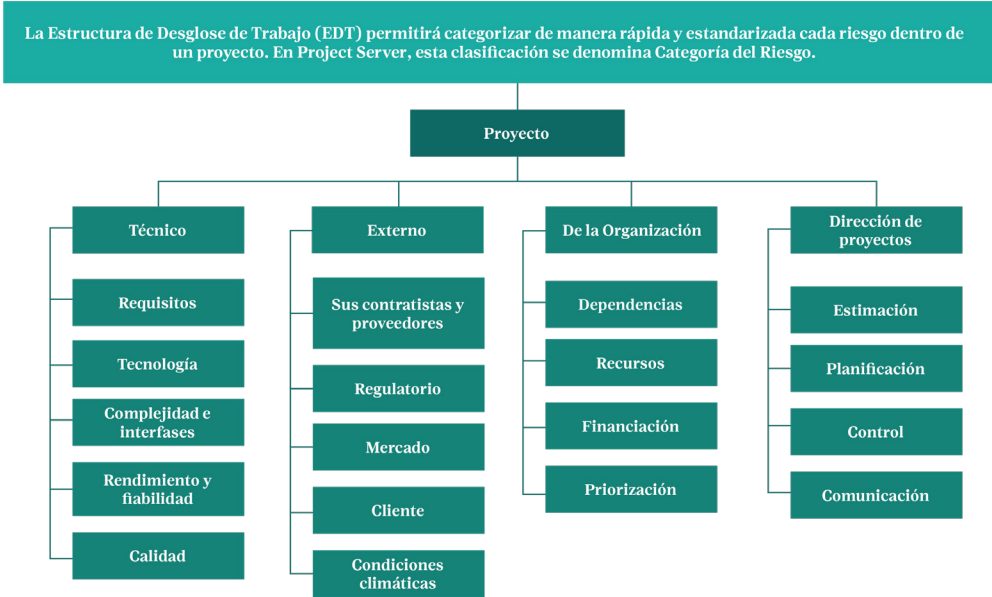 La Estructura de Desglose de Trabajo (EDT) permitirá categorizar de manera rápida y estandarizada cada riesgo dentro de
un proyecto. En Project Server, esta clasificación se denomina Categoría del Riesgo.
Proyecto
Técnico
Requisitos
Tecnología
Complejidad e
interfases
Rendimiento y
fiabilidad
Calidad
Externo
Sus contratistas y
proveedores
Regulatorio
Mercado
Cliente
Condiciones
climáticas
De la Organización
Dependencias
Recursos
Financiación
Priorización
Dirección de
proyectos
Estimación
Planificación
Control
Comunicación